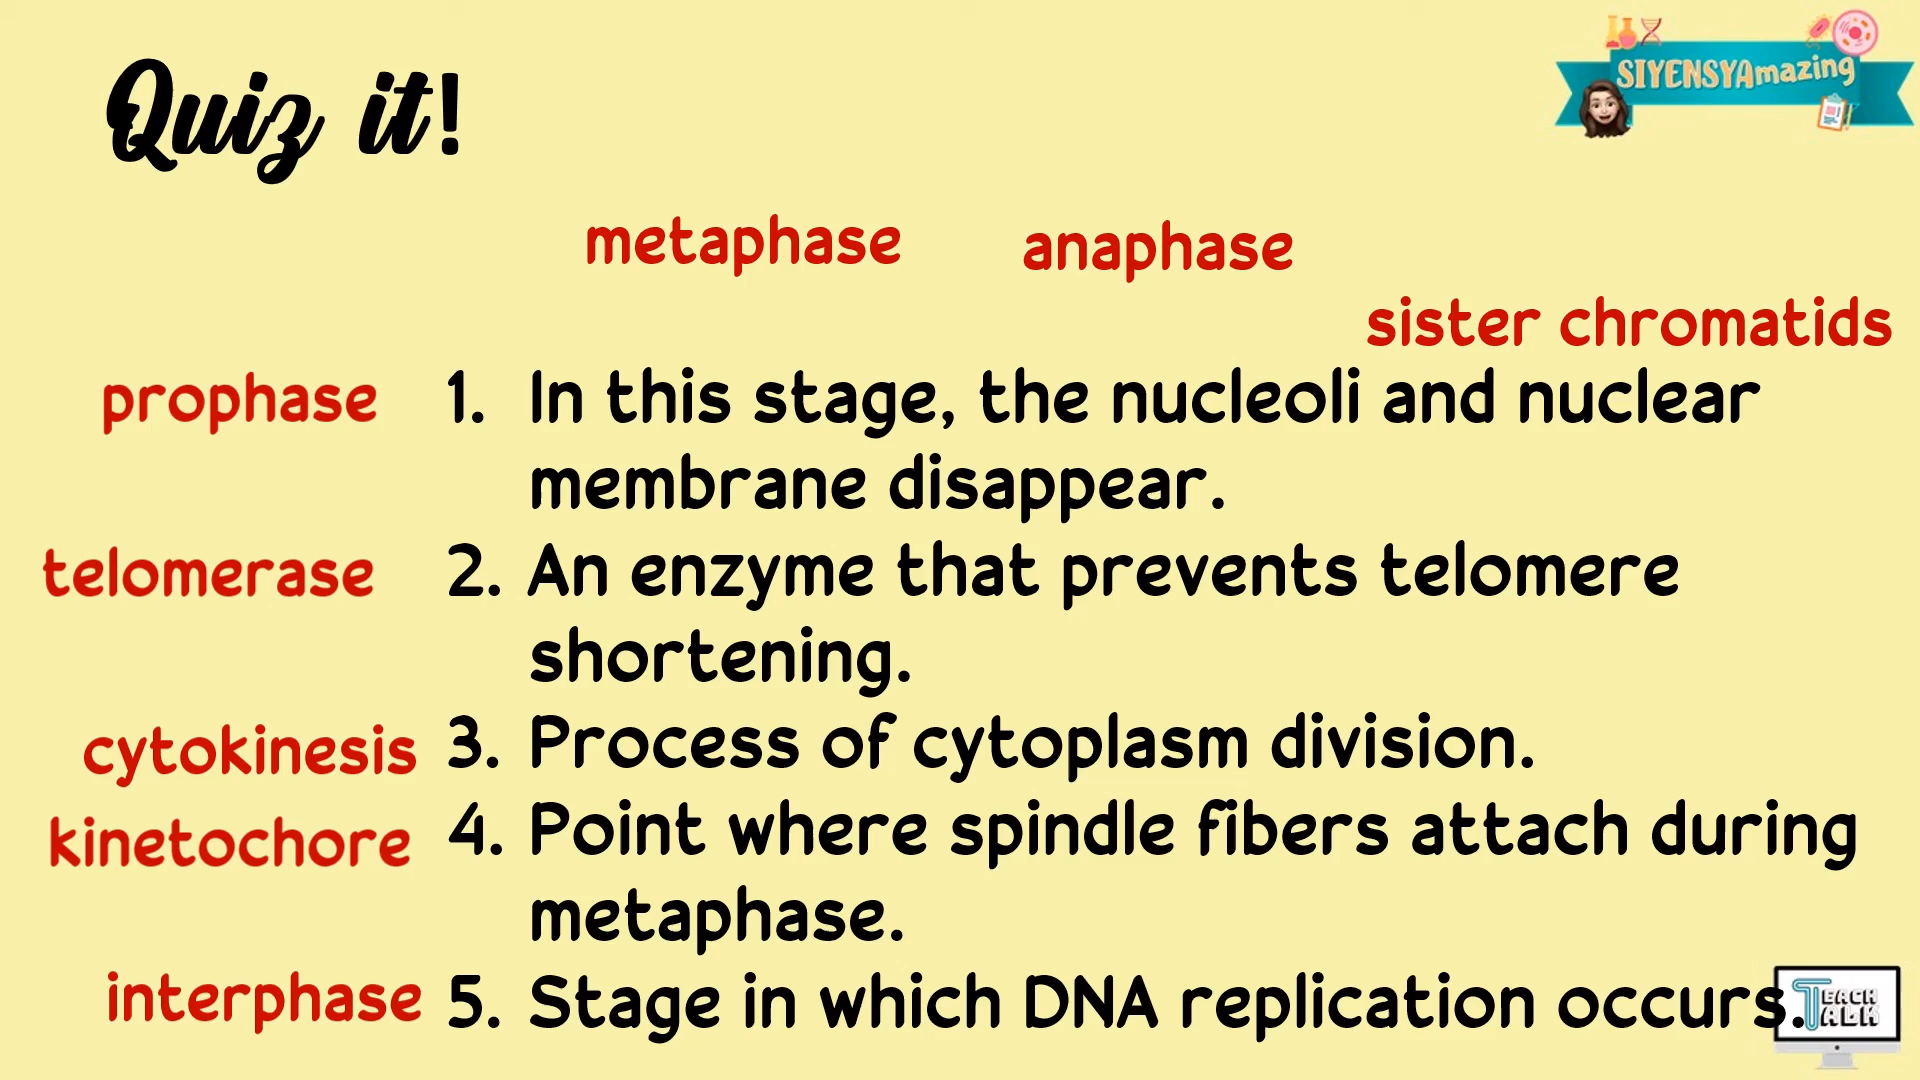 Quiz it!
SIYENSYAmazing
metaphase anaphase
sister chromatids
prophase 1. In this stage, the nucleoli and nuclear
membrane disappear.
telomerase 2. An enzyme that prevents telomere
shortening.
cytokinesis 3. Process of cytoplasm division.
kinetochore 4. Point where spindle fibers attach during
metaphase.
interphase 5. Stage in which DNA replication occurs.
TEACH
TALK